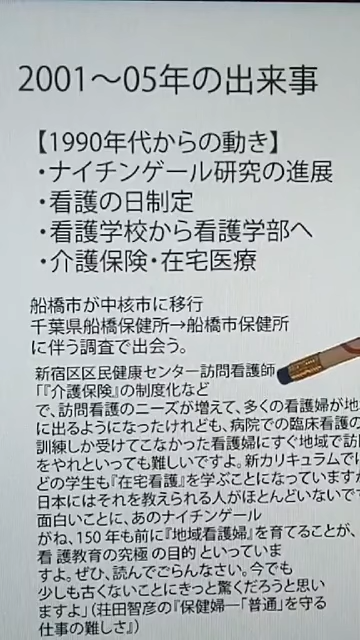 2001～05年の出来事
【1990年代からの動き】
・ナイチンゲール研究の進展
・看護の日制定
・看護学校から看護学部へ
・介護保険・在宅医療
船橋市が中核市に移行
千葉県船橋保健所→船橋市保健所
に伴う調査で出会う。
新宿区区民健康センター訪問看護師
「『介護保険』の制度化など
で、訪問看護のニーズが増えて、多くの看護婦が地
に出るようになったけれども、病院での臨床看護の
訓練しか受けてこなかった看護婦にすぐ地域で訪
をやれといっても難しいですよ。新カリキュラムでは
どの学生も『在宅看護』を学ぶことになっていますが
日本にはそれを教えられる人がほとんどいないです
面白いことに、あのナイチンゲール
がね、150年も前に『地域看護婦』を育てることが、
看護教育の究極の目的といっていま
すよ。ぜひ、読んでごらんなさい。今でも
少しも古くないことにきっと驚くだろうと思い
ますよ」（荘田智彦の『保健婦―「普通」を守る
仕事の難しさ』）